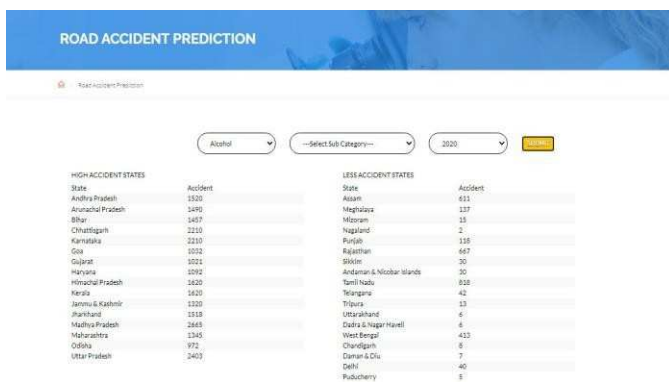 ROAD ACCIDENT PREDICTION
Road Accident Prediction
Alcohol ---Select Sub Category--- 2020
HIGH ACCIDENT STATES
State Accident
Andhra Pradesh 1520
Arunachal Pradesh 1490
Bihar 1457
Chhattisgarh 2210
Karnataka 2210
Goa 1032
Gujarat 1021
Haryana 1092
Himachal Pradesh 1620
Kerala 1620
Jammu & Kashmir 1320
Jharkhand 1518
Madhya Pradesh 2665
Maharashtra 1345
Odisha 972
Uttar Pradesh 2403
LESS ACCIDENT STATES
State Accident
Assam 611
Meghalaya 137
Mizoram 15
Nagaland 2
Punjab 118
Rajasthan 667
Sikkim 30
Andaman & Nicobar Islands 30
Tamil Nadu 818
Telangana 42
Tripura 13
Uttarakhand 6
Dadra & Nagar Haveli 6
West Bengal 413
Chandigarh 8
Daman & Diu 7
Delhi 40
Puducherry 5